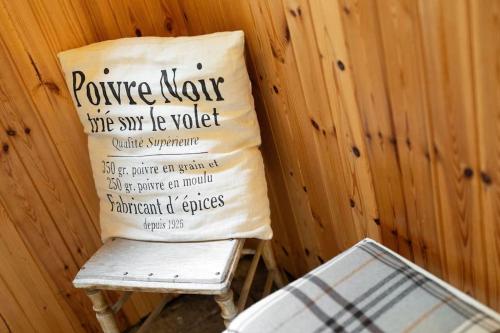 Poivre Noir
trié sur le volet
Qualité Supérieure
350 gr. poivre en grain et
250 gr. poivre en moulu
Fabricant d'épices
depuis 1925